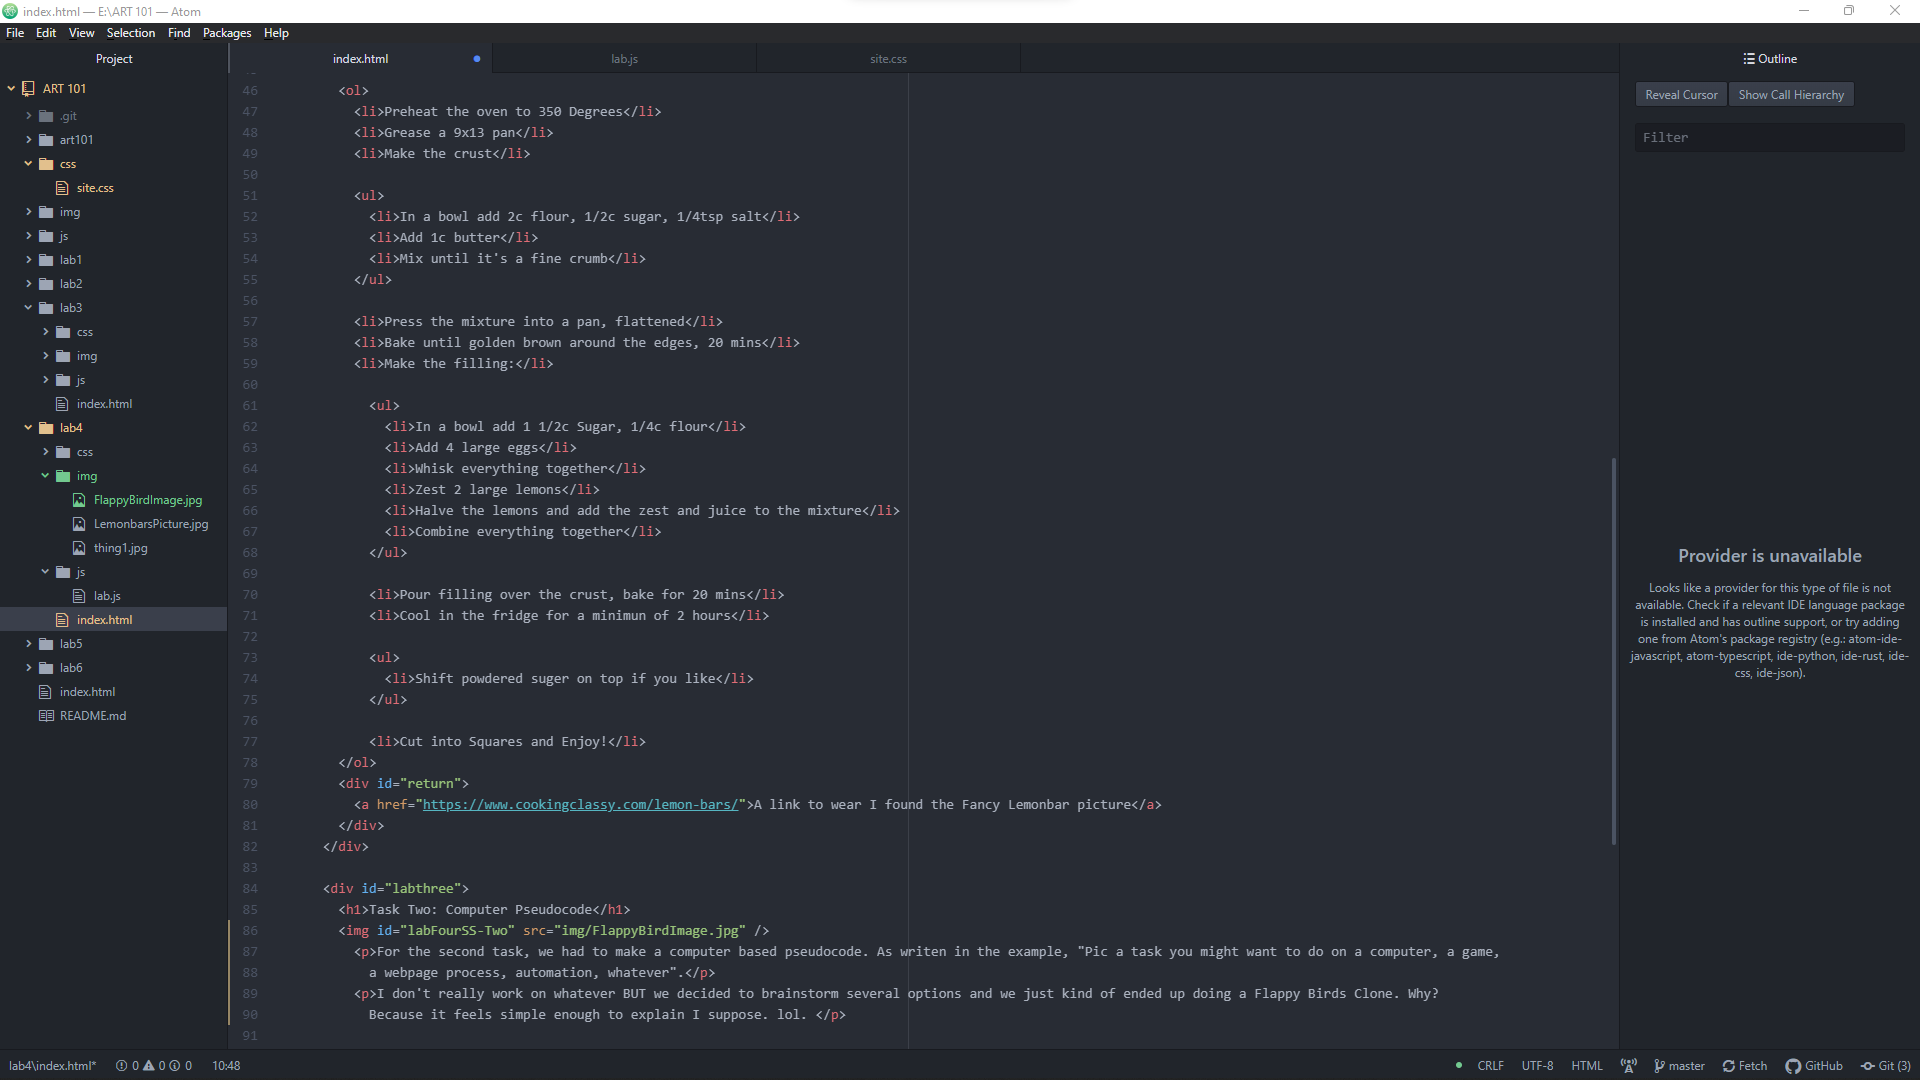 index.html — E:\ART 101 — Atom
File Edit View Selection Find Packages Help
Project
ART 101
.git
art101
css
site.css
img
js
lab1
lab2
lab3
css
img
js
index.html
lab4
css
img
FlappyBirdImage.jpg
LemonbarsPicture.jpg
thing1.jpg
js
lab.js
index.html
lab5
lab6
index.html
README.md
index.html lab.js site.css
46 <ol>
47 <li>Preheat the oven to 350 Degrees</li>
48 <li>Grease a 9x13 pan</li>
49 <li>Make the crust</li>
50
51 <ul>
52 <li>In a bowl add 2c flour, 1/2c sugar, 1/4tsp salt</li>
53 <li>Add 1c butter</li>
54 <li>Mix until it's a fine crumb</li>
55 </ul>
56
57 <li>Press the mixture into a pan, flattened</li>
58 <li>Bake until golden brown around the edges, 20 mins</li>
59 <li>Make the filling:</li>
60
61 <ul>
62 <li>In a bowl add 1 1/2c Sugar, 1/4c flour</li>
63 <li>Add 4 large eggs</li>
64 <li>Whisk everything together</li>
65 <li>Zest 2 large lemons</li>
66 <li>Halve the lemons and add the zest and juice to the mixture</li>
67 <li>Combine everything together</li>
68 </ul>
69
70 <li>Pour filling over the crust, bake for 20 mins</li>
71 <li>Cool in the fridge for a minimun of 2 hours</li>
72
73 <ul>
74 <li>Shift powdered suger on top if you like</li>
75 </ul>
76
77 <li>Cut into Squares and Enjoy!</li>
78 </ol>
79 <div id="return">
80 <a href="https://www.cookingclassy.com/lemon-bars/">A link to wear I found the Fancy Lemonbar picture</a>
81 </div>
82 </div>
83
84 <div id="labthree">
85 <h1>Task Two: Computer Pseudocode</h1>
86 <img id="labFourSS-Two" src="img/FlappyBirdImage.jpg" />
87 <p>For the second task, we had to make a computer based pseudocode. As writen in the example, "Pic a task you might want to do on a computer, a game,
88 a webpage process, automation, whatever".</p>
89 <p>I don't really work on whatever BUT we decided to brainstorm several options and we just kind of ended up doing a Flappy Birds Clone. Why?
90 Because it feels simple enough to explain I suppose. lol. </p>
91
Outline
Reveal Cursor Show Call Hierarchy
Filter
Provider is unavailable
Looks like a provider for this type of file is not
available. Check if a relevant IDE language package
is installed and has outline support, or try adding
one from Atom's package registry (e.g.: atom-ide-
javascript, atom-typescript, ide-python, ide-rust, ide-
css, ide-json).
lab4\index.html* 0 0 0 10:48 CRLF UTF-8 HTML master Fetch GitHub Git (3)